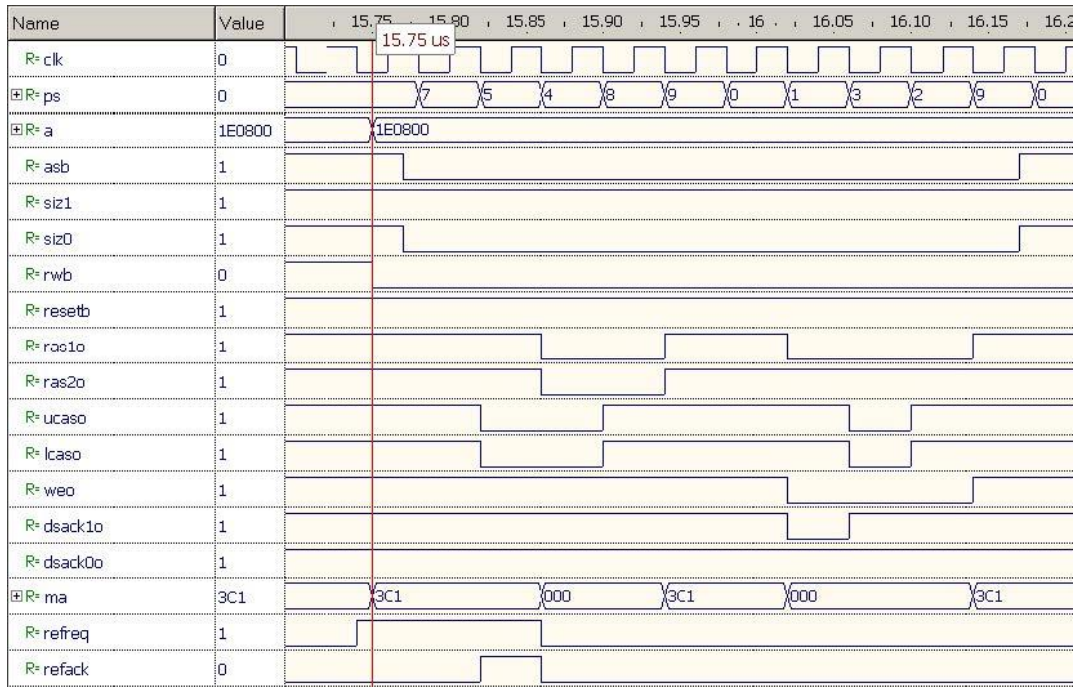 Name Value 15.75 15.80 15.85 15.90 15.95 16 16.05 16.10 16.15 16.2
15.75 us
R= clk 0
R= ps 0 7 5 4 8 9 0 1 3 2 9 0
R= a 1E0800 1E0800
R= asb 1
R= siz1 1
R= siz0 1
R= rwb 0
R= resetb 1
R= ras1o 1
R= ras2o 1
R= ucaso 1
R= lcaso 1
R= weo 1
R= dsack1o 1
R= dsack0o 1
R= ma 3C1 3C1 000 3C1 000 3C1
R= refreq 1
R= refack 0